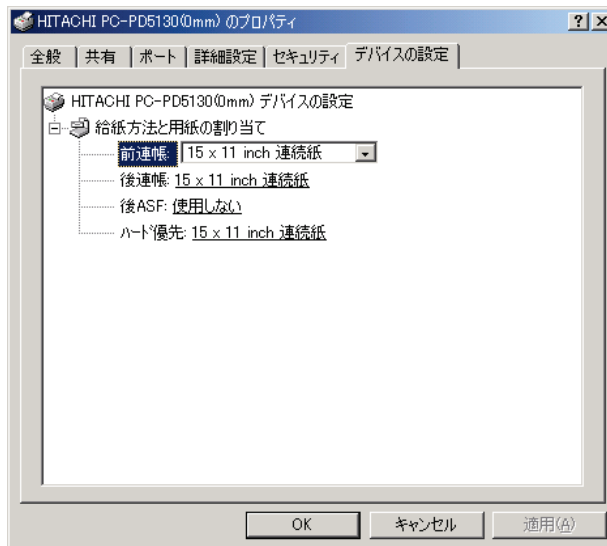 HITACHI PC-PD5130(0mm) のプロパティ ? X
全般 共有 ポート 詳細設定 セキュリティ デバイスの設定
HITACHI PC-PD5130(0mm) デバイスの設定
給紙方法と用紙の割り当て
前連帳: 15 x 11 inch 連続紙
後連帳: 15 x 11 inch 連続紙
後ASF: 使用しない
ハード優先: 15 x 11 inch 連続紙
OK キャンセル 適用(A)